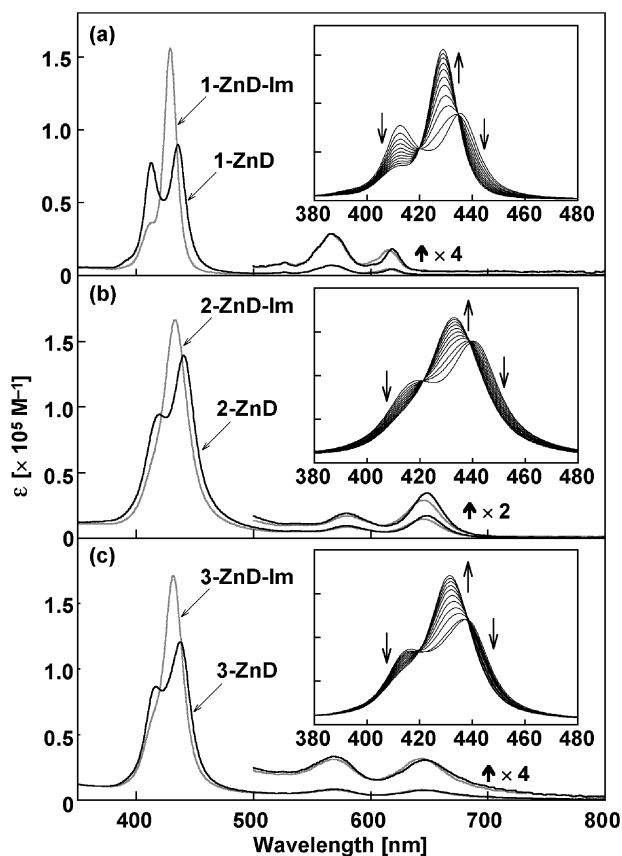 (a)
1.5
1.0
0.5
0
1-ZnD-Im
1-ZnD
380 400 420 440 460 480
× 4
(b)
1.5
1.0
0.5
0
2-ZnD-Im
2-ZnD
380 400 420 440 460 480
× 2
ε [× 10⁵ M⁻¹]
(c)
1.5
1.0
0.5
0
3-ZnD-Im
3-ZnD
380 400 420 440 460 480
× 4
400 500 600 700 800
Wavelength [nm]